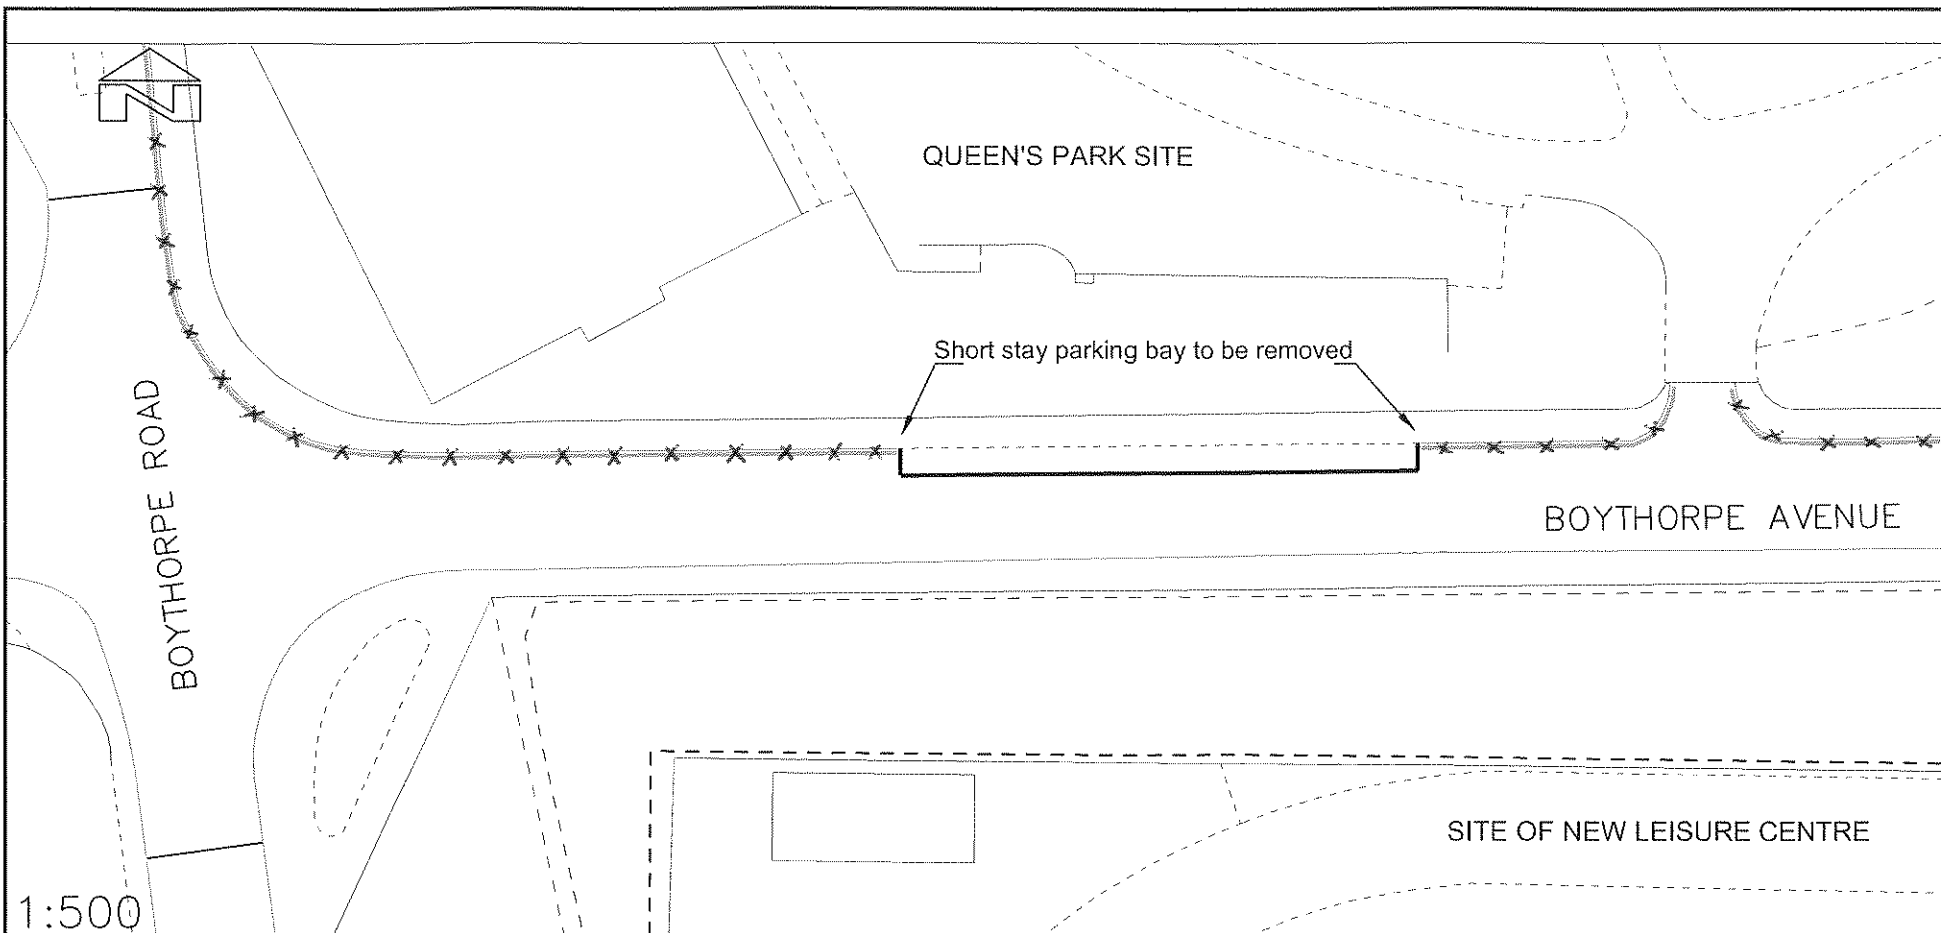 N
QUEEN'S PARK SITE
Short stay parking bay to be removed
BOYTHORPE ROAD
BOYTHORPE AVENUE
SITE OF NEW LEISURE CENTRE
1:500